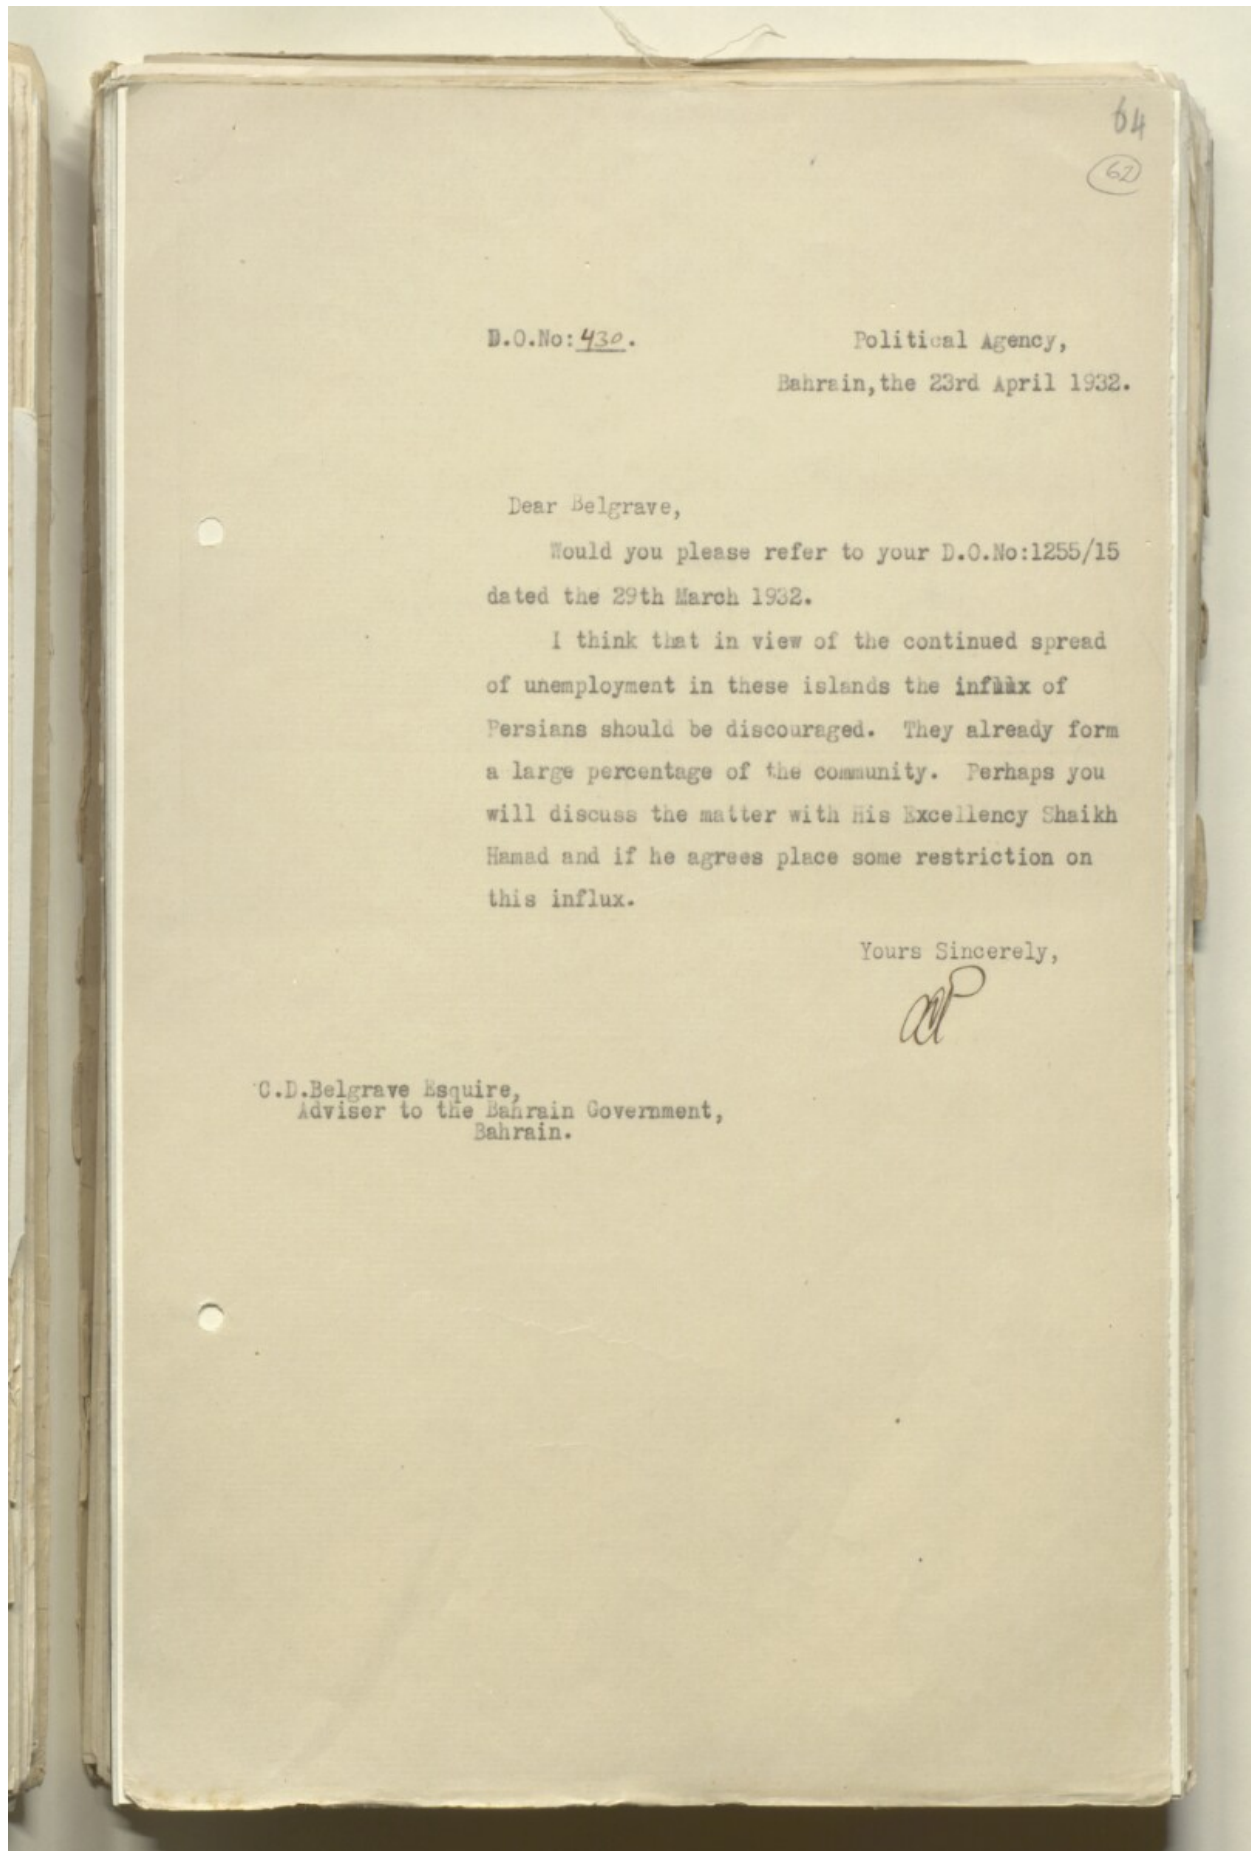 64
62
D.O.No: 430.
Political Agency,
Bahrain, the 23rd April 1932.
Dear Belgrave,
Would you please refer to your D.O.No:1255/15
dated the 29th March 1932.
I think that in view of the continued spread
of unemployment in these islands the influx of
Persians should be discouraged. They already form
a large percentage of the community. Perhaps you
will discuss the matter with His Excellency Shaikh
Hamad and if he agrees place some restriction on
this influx.
Yours Sincerely,
C.D.Belgrave Esquire,
Adviser to the Bahrain Government,
Bahrain.